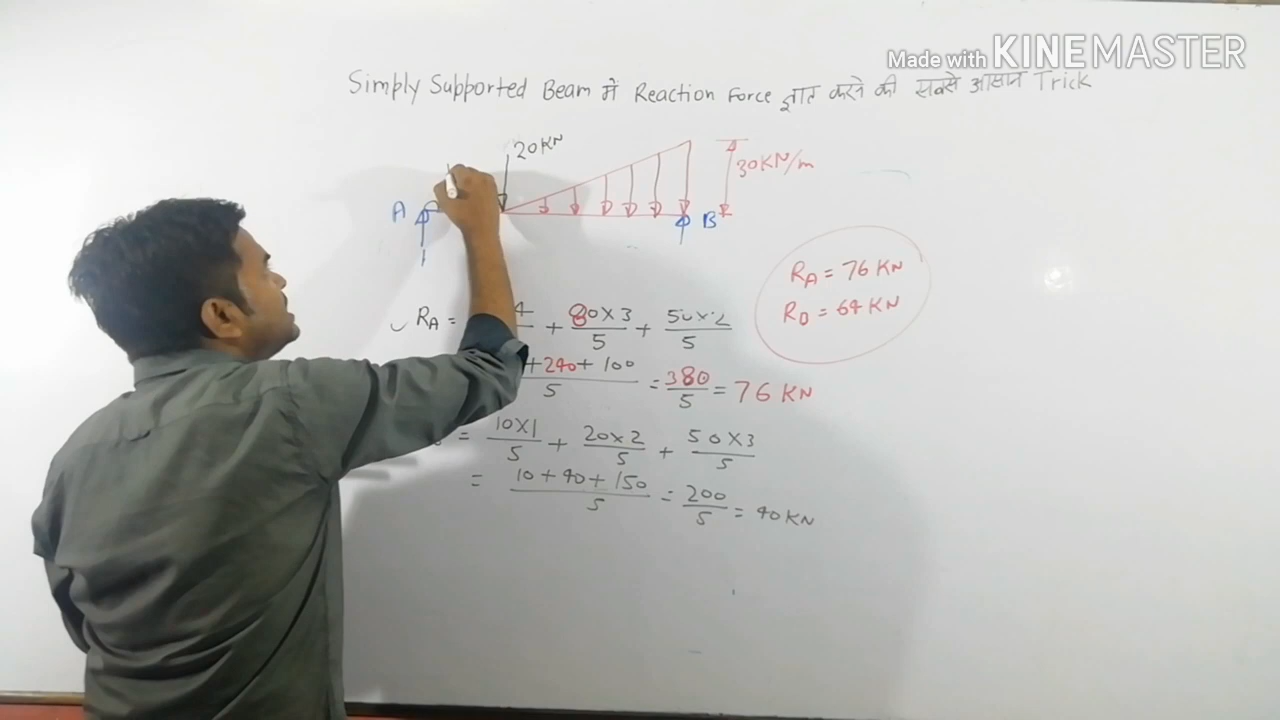 Made with KINEMASTER
Simply Supported Beam में Reaction Force ज्ञात करने की सबसे आसान Trick
20KN
30KN/m
A
B
RA = 76 KN
RD = 64 KN
RA = 4 + 80×3/5 + 50×2/5
+ 240 + 100 / 5 = 380/5 = 76 KN
= 10×1/5 + 20×2/5 + 50×3/5
= 10 + 40 + 150 / 5 = 200/5 = 40 KN